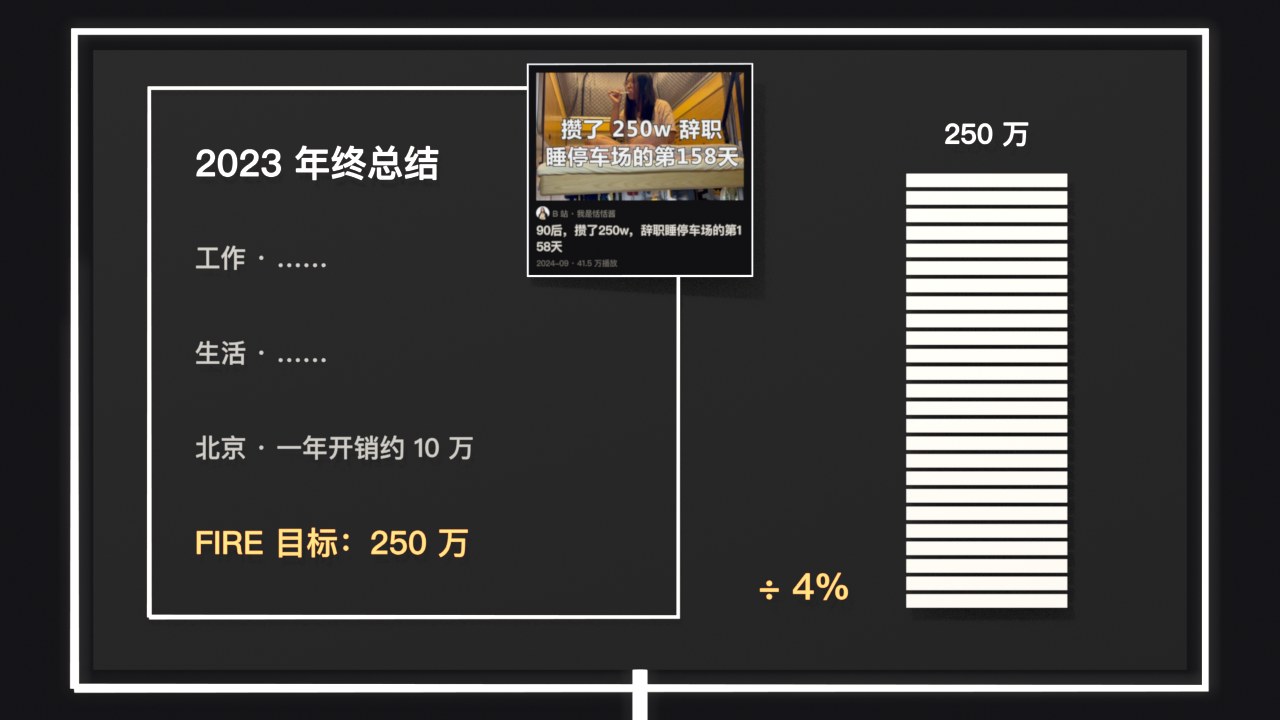 2023 年终总结
工作 · ……
生活 · ……
北京 · 一年开销约 10 万
FIRE 目标：250 万
攒了 250w 辞职
睡停车场的第158天
B 站 · 我是恬恬酱
90后，攒了250w，辞职睡停车场的第1
58天
2024-09 · 41.5 万播放
250 万
÷ 4%